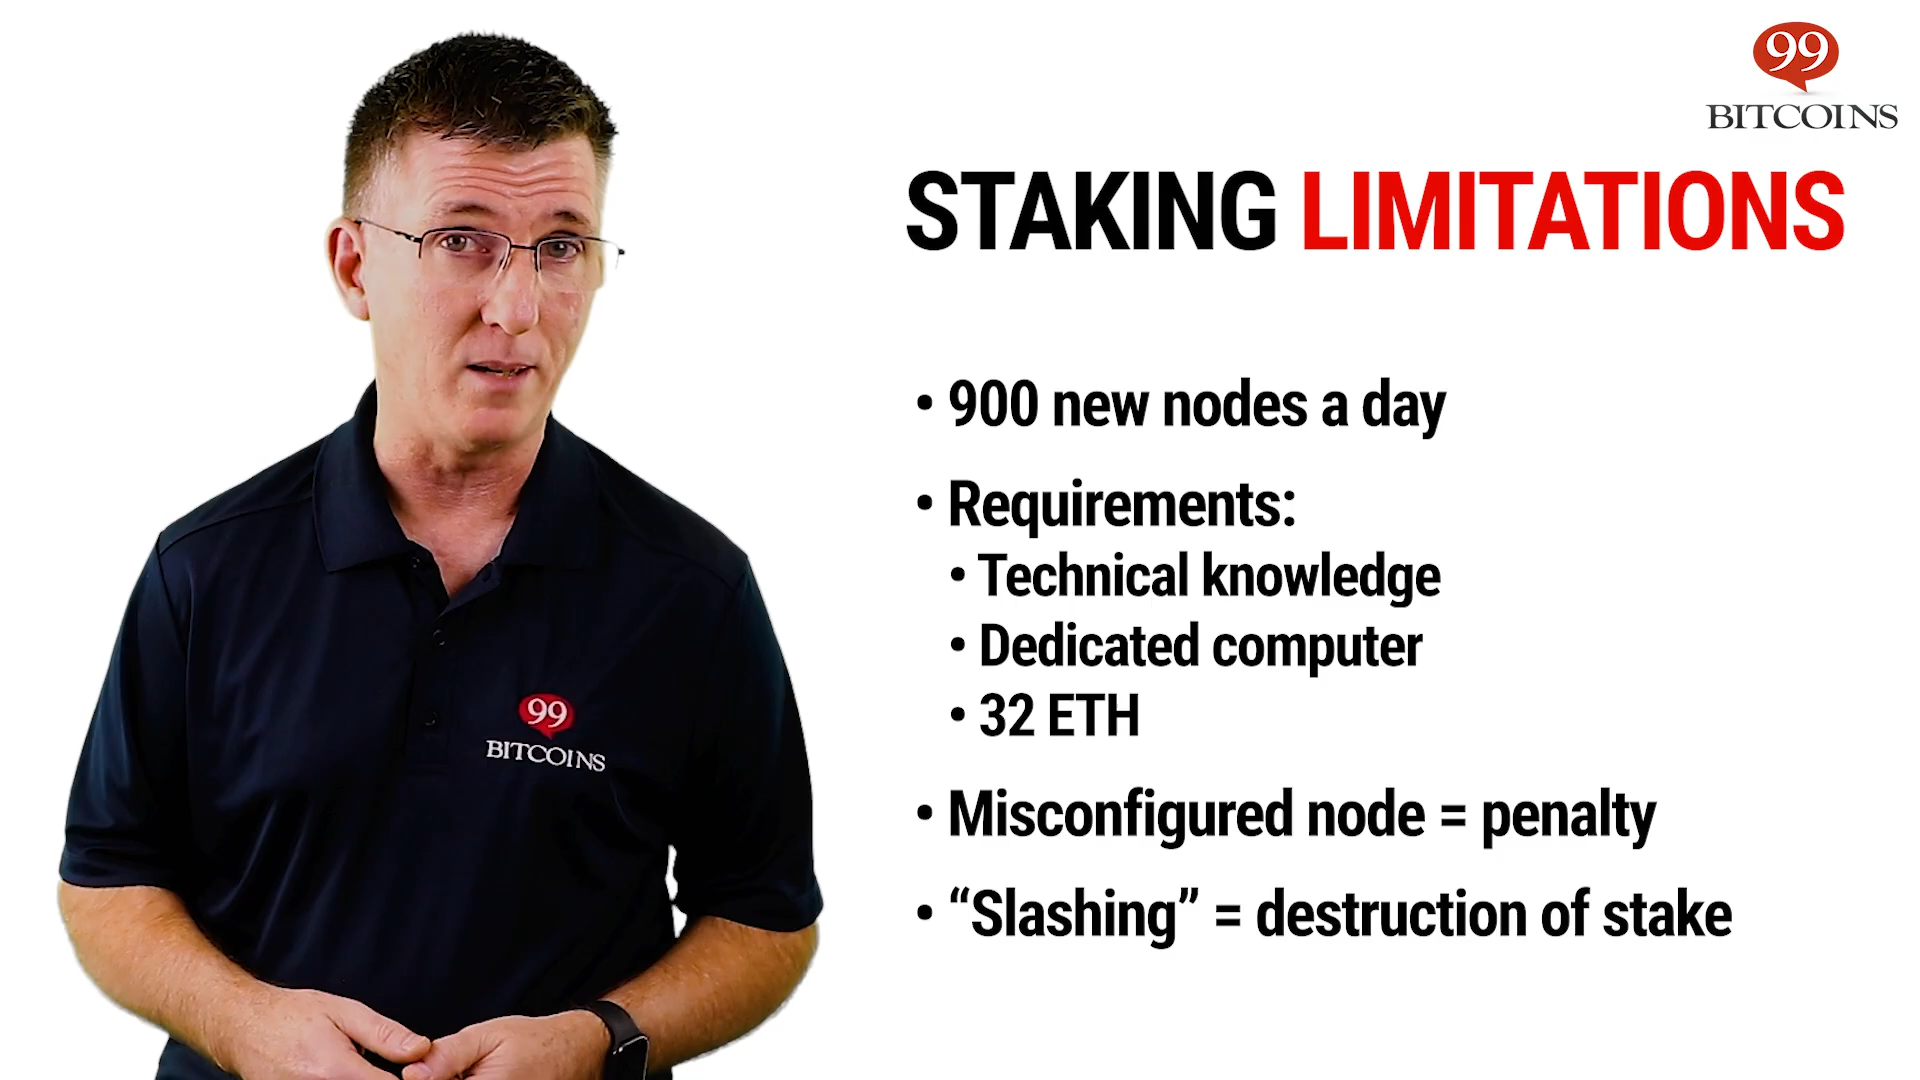 99
BITCOINS
STAKING LIMITATIONS
• 900 new nodes a day
• Requirements:
• Technical knowledge
• Dedicated computer
• 32 ETH
• Misconfigured node = penalty
• “Slashing” = destruction of stake
99
BITCOINS